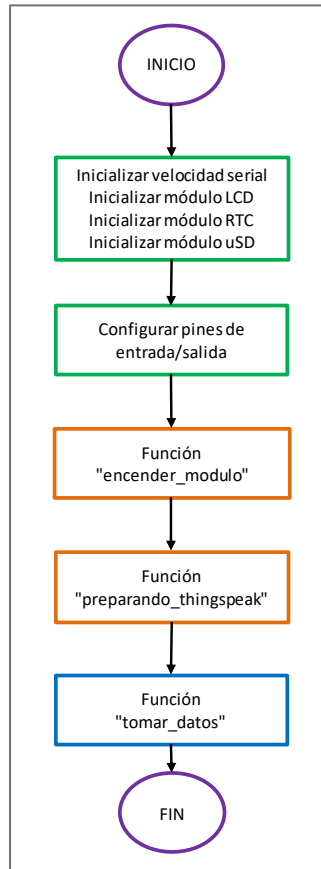 INICIO
Inicializar velocidad serial
Inicializar módulo LCD
Inicializar módulo RTC
Inicializar módulo uSD
Configurar pines de
entrada/salida
Función
"encender_modulo"
Función
"preparando_thingspeak"
Función
"tomar_datos"
FIN